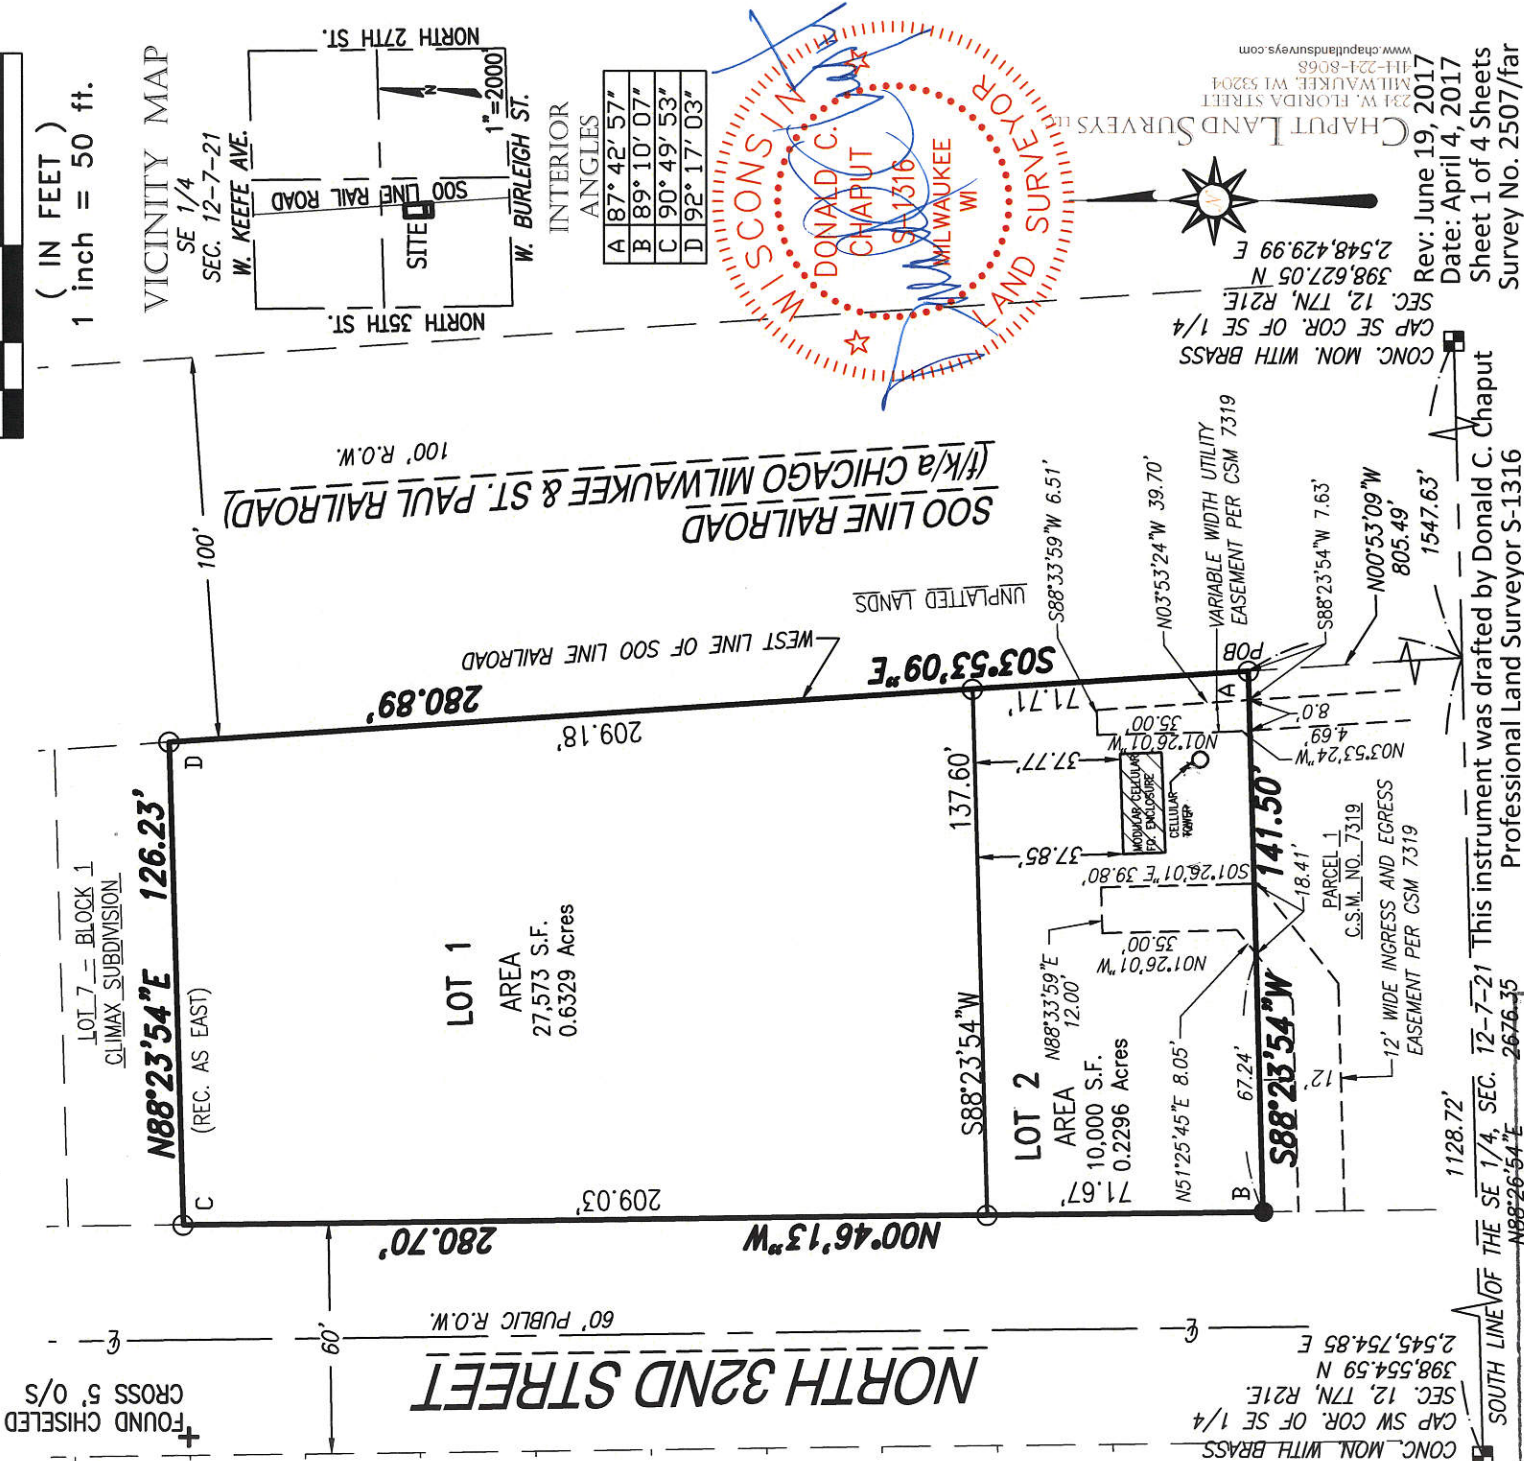 ( IN FEET )
1 inch = 50 ft.
VICINITY MAP
SE 1/4
SEC. 12-7-21
W. KEEFE AVE.
NORTH 27TH ST.
SOO LINE RAIL ROAD
SITE
N
1"=2000'
NORTH 35TH ST.
W. BURLEIGH ST.
INTERIOR
ANGLES
A 87°42'57"
B 89°10'07"
C 90°49'53"
D 92°17'03"
WISCONSIN
DONALD C.
CHAPUT
S-1316
MILWAUKEE
WI
LAND SURVEYOR
CHAPUT LAND SURVEYS LLC
234 W. FLORIDA STREET
MILWAUKEE, WI 53204
414-224-8068
www.chaputlandsurveys.com
N
Rev: June 19, 2017
Date: April 4, 2017
Sheet 1 of 4 Sheets
Survey No. 2507/far
CONC. MON. WITH BRASS
CAP SE COR. OF SE 1/4
SEC. 12, T7N, R21E
398,627.05 N
2,548,429.99 E
100'
100' R.O.W.
SOO LINE RAILROAD
(f/k/a CHICAGO MILWAUKEE & ST. PAUL RAILROAD)
UNPLATTED LANDS
WEST LINE OF SOO LINE RAILROAD
S03°53'09"E
280.89'
209.18'
71.71'
S88°33'59"W 6.51'
N03°53'24"W 39.70'
VARIABLE WIDTH UTILITY
EASEMENT PER CSM 7319
S88°23'54"W 7.63'
N00°53'09"W
805.49'
1547.63'
POB
A
8.0'
4.69'
N03°53'24"W
35.00'
N01°26'01"W
37.77'
37.85'
MODULAR CELLULAR
EQ. ENCLOSURE
CELLULAR
TOWER
S01°26'01"E 39.80'
18.41'
PARCEL 1
C.S.M. NO. 7319
12' WIDE INGRESS AND EGRESS
EASEMENT PER CSM 7319
12'
35.00'
N01°26'01"W
N88°33'59"E
12.00'
N51°25'45"E 8.05'
67.24'
S88°23'54"W
141.50'
B
LOT 2
AREA
10,000 S.F.
0.2296 Acres
71.67'
137.60'
S88°23'54"W
LOT 1
AREA
27,573 S.F.
0.6329 Acres
LOT 7 - BLOCK 1
CLIMAX SUBDIVISION
N88°23'54"E 126.23'
(REC. AS EAST)
D
C
209.03'
280.70'
N00°46'13"W
60'
60' PUBLIC R.O.W.
NORTH 32ND STREET
FOUND CHISELED
CROSS 5' O/S
CONC. MON. WITH BRASS
CAP SW COR. OF SE 1/4
SEC. 12, T7N, R21E
398,554.59 N
2,545,754.85 E
1128.72'
SOUTH LINE OF THE SE 1/4, SEC. 12-7-21
N88°26'54"E 2676.35
This instrument was drafted by Donald C. Chaput
Professional Land Surveyor S-1316